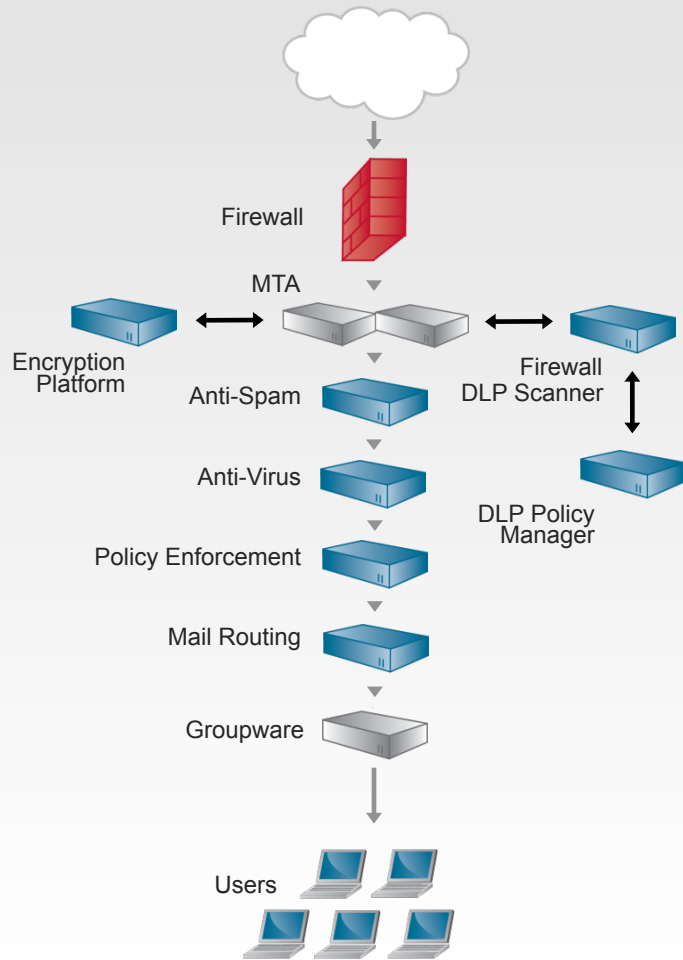 Firewall
MTA
Encryption
Platform
Firewall
DLP Scanner
Anti-Spam
Anti-Virus
DLP Policy
Manager
Policy Enforcement
Mail Routing
Groupware
Users